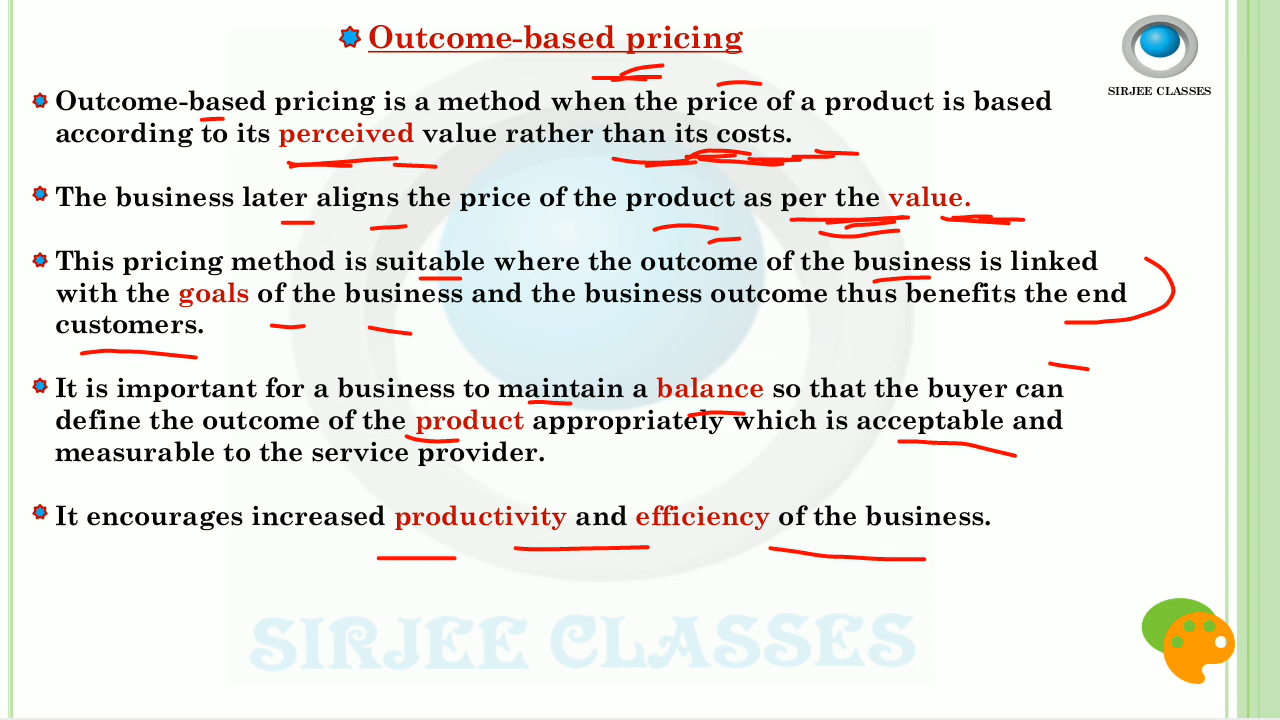 Outcome-based pricing
SIRJEE CLASSES
Outcome-based pricing is a method when the price of a product is based
according to its perceived value rather than its costs.
The business later aligns the price of the product as per the value.
This pricing method is suitable where the outcome of the business is linked
with the goals of the business and the business outcome thus benefits the end
customers.
It is important for a business to maintain a balance so that the buyer can
define the outcome of the product appropriately which is acceptable and
measurable to the service provider.
It encourages increased productivity and efficiency of the business.
SIRJEE CLASSES